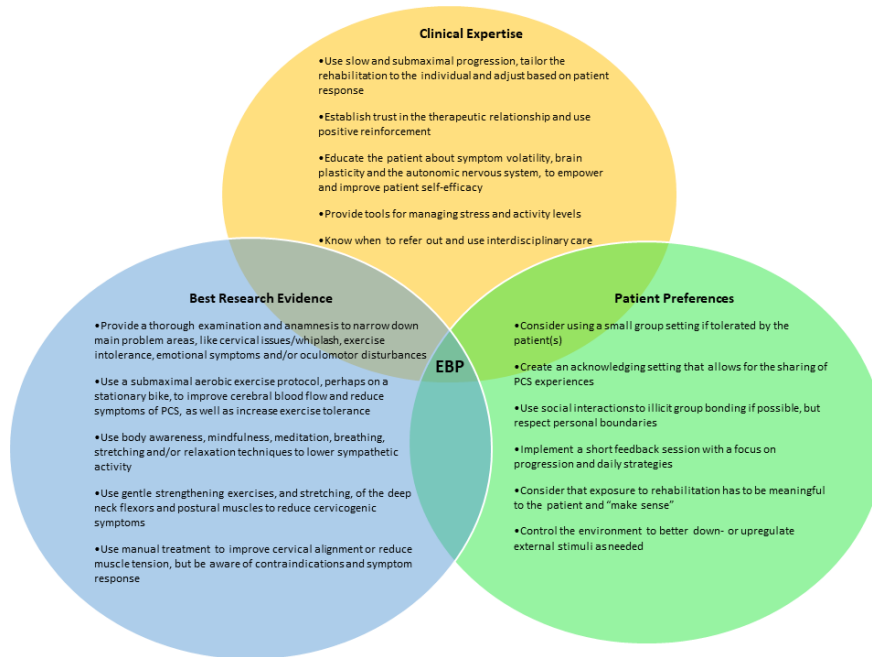 Clinical Expertise
•Use slow and submaximal progression, tailor the
rehabilitation to the individual and adjust based on patient
response
•Establish trust in the therapeutic relationship and use
positive reinforcement
•Educate the patient about symptom volatility, brain
plasticity and the autonomic nervous system, to empower
and improve patient self-efficacy
•Provide tools for managing stress and activity levels
•Know when to refer out and use interdisciplinary care
Best Research Evidence
•Provide a thorough examination and anamnesis to narrow down
main problem areas, like cervical issues/whiplash, exercise
intolerance, emotional symptoms and/or oculomotor disturbances
•Use a submaximal aerobic exercise protocol, perhaps on a
stationary bike, to improve cerebral blood flow and reduce
symptoms of PCS, as well as increase exercise tolerance
•Use body awareness, mindfulness, meditation, breathing,
stretching and/or relaxation techniques to lower sympathetic
activity
•Use gentle strengthening exercises, and stretching, of the deep
neck flexors and postural muscles to reduce cervicogenic
symptoms
•Use manual treatment to improve cervical alignment or reduce
muscle tension, but be aware of contraindications and symptom
response
EBP
Patient Preferences
•Consider using a small group setting if tolerated by the
patient(s)
•Create an acknowledging setting that allows for the sharing of
PCS experiences
•Use social interactions to illicit group bonding if possible, but
respect personal boundaries
•Implement a short feedback session with a focus on
progression and daily strategies
•Consider that exposure to rehabilitation has to be meaningful
to the patient and “make sense”
•Control the environment to better down- or upregulate
external stimuli as needed